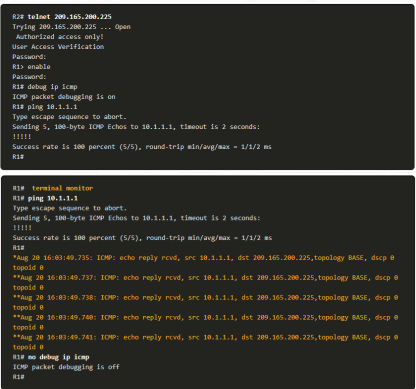 R2# telnet 209.165.200.225
Trying 209.165.200.225 ... Open
Authorized access only!
User Access Verification
Password:
R1> enable
Password:
R1# debug ip icmp
ICMP packet debugging is on
R1# ping 10.1.1.1
Type escape sequence to abort.
Sending 5, 100-byte ICMP Echos to 10.1.1.1, timeout is 2 seconds:
!!!!!
Success rate is 100 percent (5/5), round-trip min/avg/max = 1/1/2 ms
R1#
R1# terminal monitor
R1# ping 10.1.1.1
Type escape sequence to abort.
Sending 5, 100-byte ICMP Echos to 10.1.1.1, timeout is 2 seconds:
!!!!!
Success rate is 100 percent (5/5), round-trip min/avg/max = 1/1/2 ms
R1#
*Aug 20 16:03:49.735: ICMP: echo reply rcvd, src 10.1.1.1, dst 209.165.200.225,topology BASE, dscp 0
topoid 0
**Aug 20 16:03:49.737: ICMP: echo reply rcvd, src 10.1.1.1, dst 209.165.200.225,topology BASE, dscp 0
topoid 0
**Aug 20 16:03:49.738: ICMP: echo reply rcvd, src 10.1.1.1, dst 209.165.200.225,topology BASE, dscp 0
topoid 0
**Aug 20 16:03:49.740: ICMP: echo reply rcvd, src 10.1.1.1, dst 209.165.200.225,topology BASE, dscp 0
topoid 0
**Aug 20 16:03:49.741: ICMP: echo reply rcvd, src 10.1.1.1, dst 209.165.200.225,topology BASE, dscp 0
topoid 0
R1# no debug ip icmp
ICMP packet debugging is off
R1#